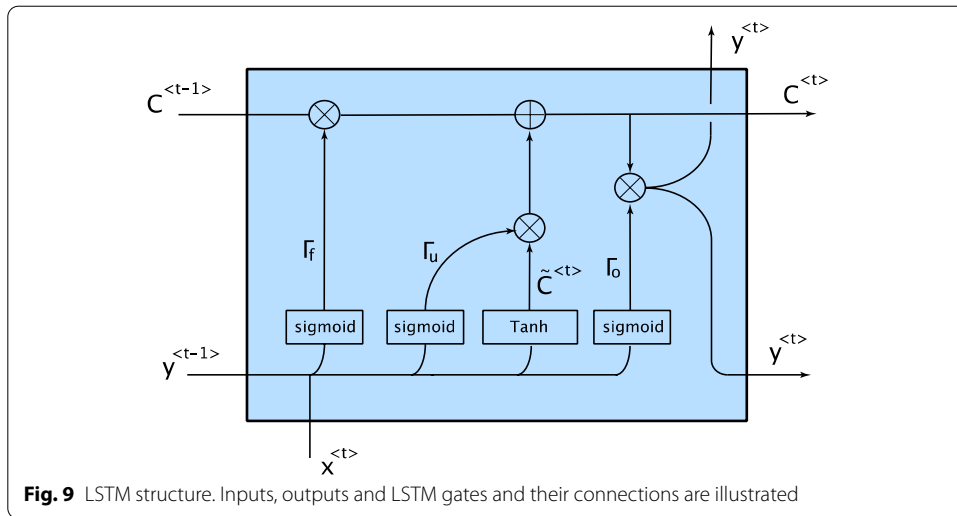 y<t>
C<t-1>
C<t>
Γf
Γu
C̃<t>
Γo
sigmoid
sigmoid
Tanh
sigmoid
y<t-1>
y<t>
x<t>
Fig. 9 LSTM structure. Inputs, outputs and LSTM gates and their connections are illustrated